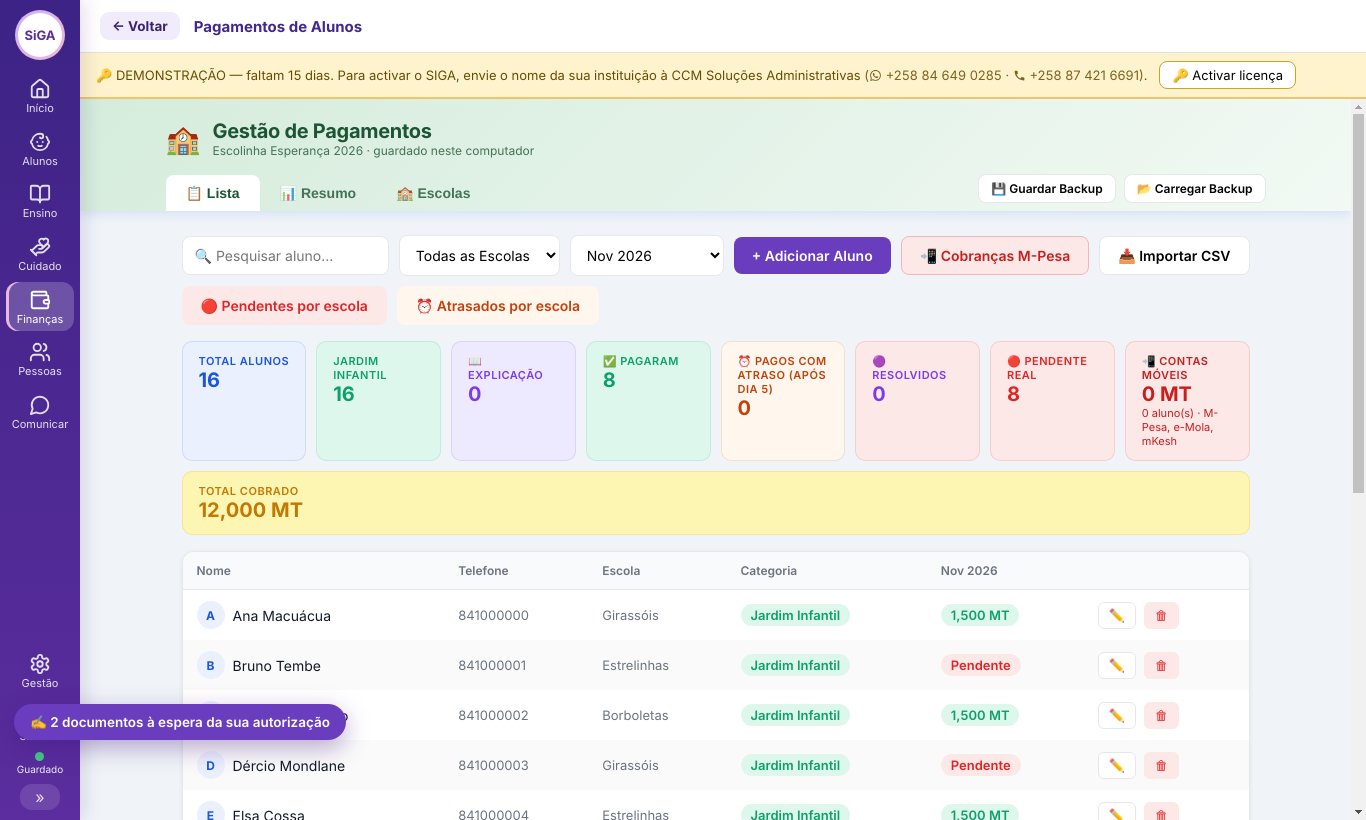 SiGA
← Voltar
Pagamentos de Alunos
🔑 DEMONSTRAÇÃO — faltam 15 dias. Para activar o SIGA, envie o nome da sua instituição à CCM Soluções Administrativas (+258 84 649 0285 · 📞 +258 87 421 6691).
🔑 Activar licença
Início
Alunos
Ensino
Cuidado
Finanças
Pessoas
Comunicar
Gestão
Guardado
»
Gestão de Pagamentos
Escolinha Esperança 2026 · guardado neste computador
📋 Lista
📊 Resumo
🏫 Escolas
💾 Guardar Backup
📂 Carregar Backup
🔍 Pesquisar aluno...
Todas as Escolas
Nov 2026
+ Adicionar Aluno
📲 Cobranças M-Pesa
📥 Importar CSV
🔴 Pendentes por escola
⏰ Atrasados por escola
TOTAL ALUNOS
16
JARDIM
INFANTIL
16
📖
EXPLICAÇÃO
0
✅ PAGARAM
8
⏰ PAGOS COM
ATRASO (APÓS
DIA 5)
0
🟣
RESOLVIDOS
0
🔴 PENDENTE
REAL
8
📲 CONTAS
MÓVEIS
0 MT
0 aluno(s) · M-
Pesa, e-Mola,
mKesh
TOTAL COBRADO
12,000 MT
Nome Telefone Escola Categoria Nov 2026
A Ana Macuácua 841000000 Girassóis Jardim Infantil 1,500 MT
B Bruno Tembe 841000001 Estrelinhas Jardim Infantil Pendente
841000002 Borboletas Jardim Infantil 1,500 MT
✍️ 2 documentos à espera da sua autorização
D Dércio Mondlane 841000003 Girassóis Jardim Infantil Pendente
E Elsa Cossa 841000004 Estrelinhas Jardim Infantil 1,500 MT